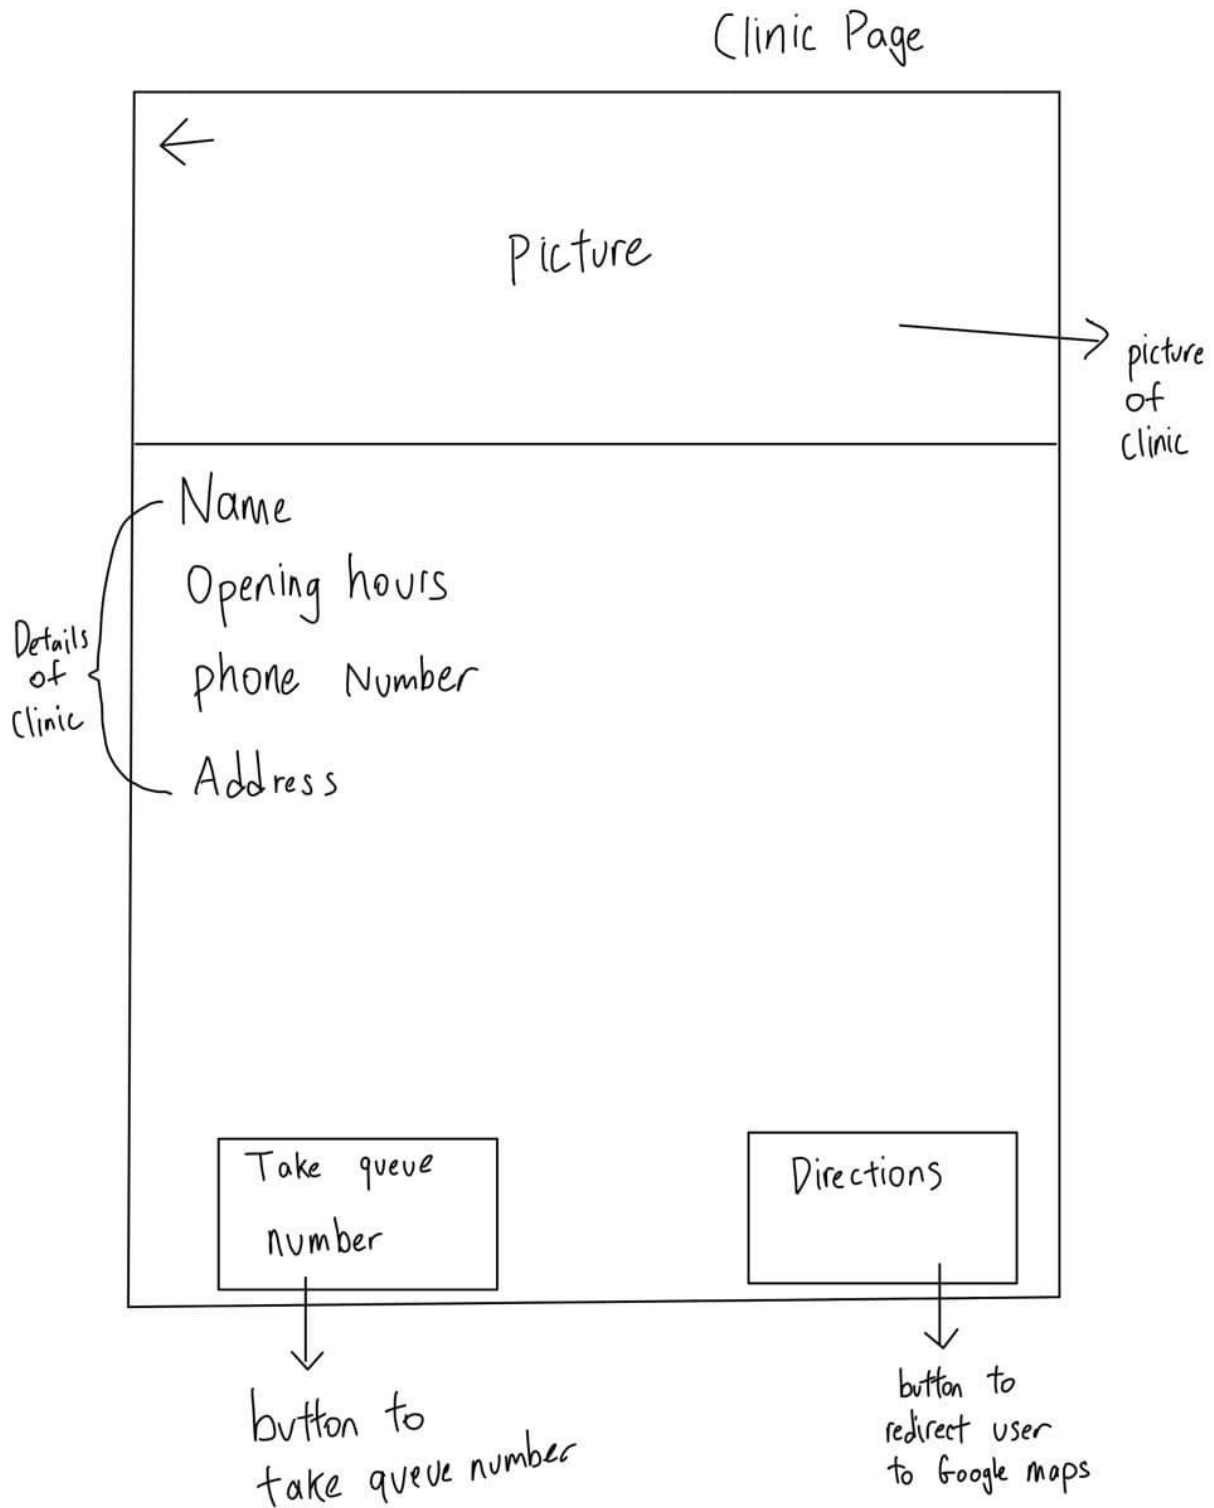 Clinic Page
Picture
picture
of
clinic
Name
Opening hours
phone Number
Address
Details
of
Clinic
Take queue
number
Directions
button to
take queue number
button to
redirect user
to Google maps